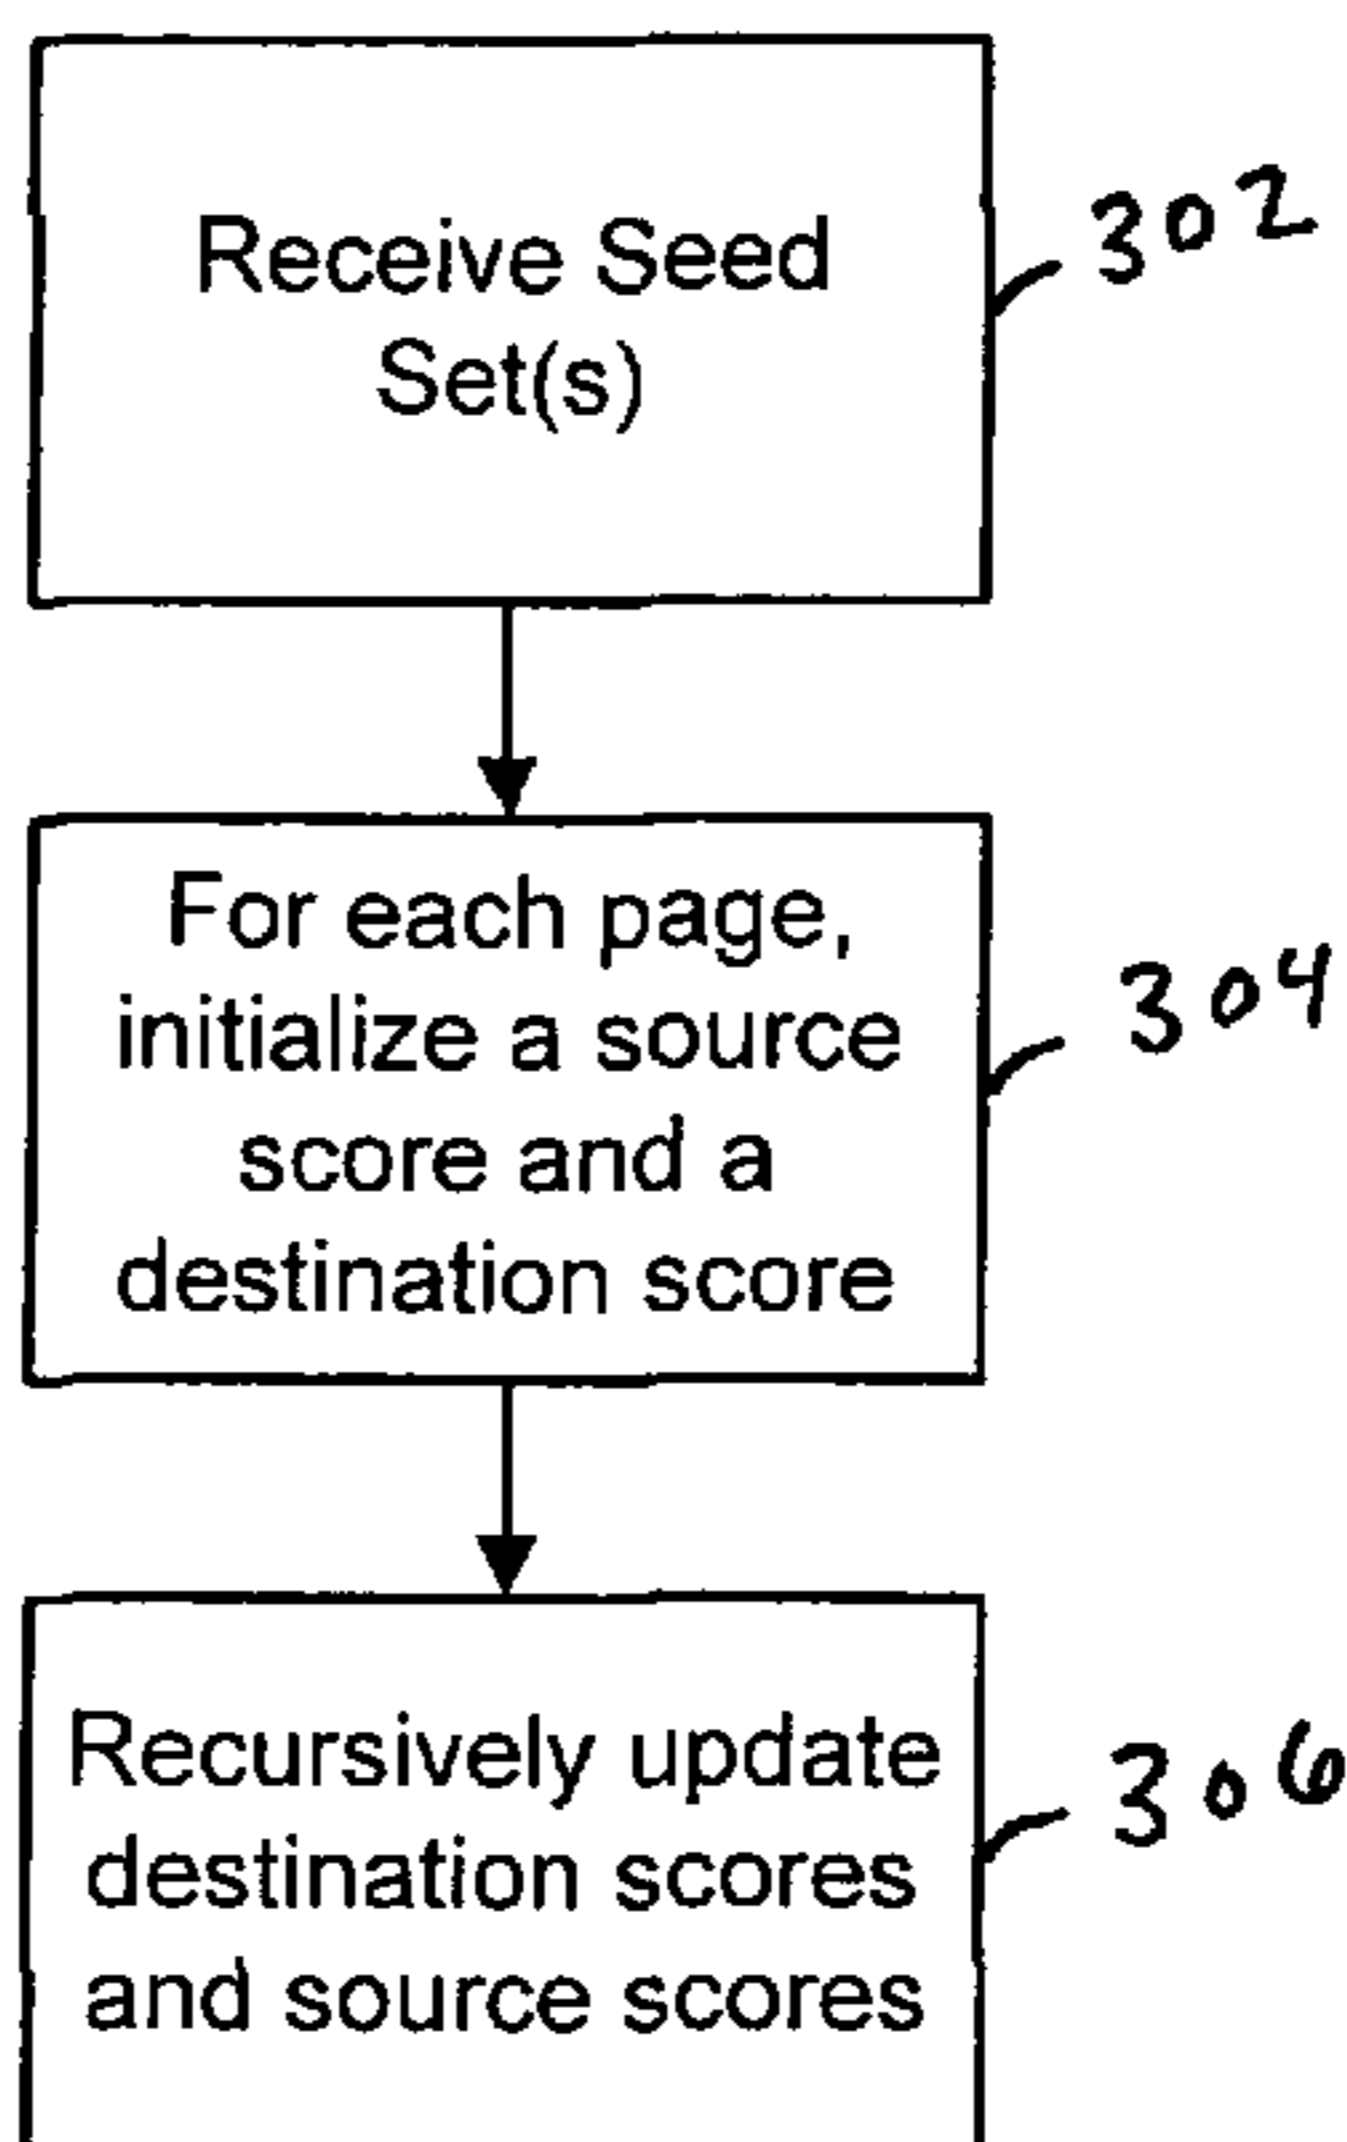 Receive Seed
Set(s)
302
For each page,
initialize a source
score and a
destination score
304
Recursively update
destination scores
and source scores
306